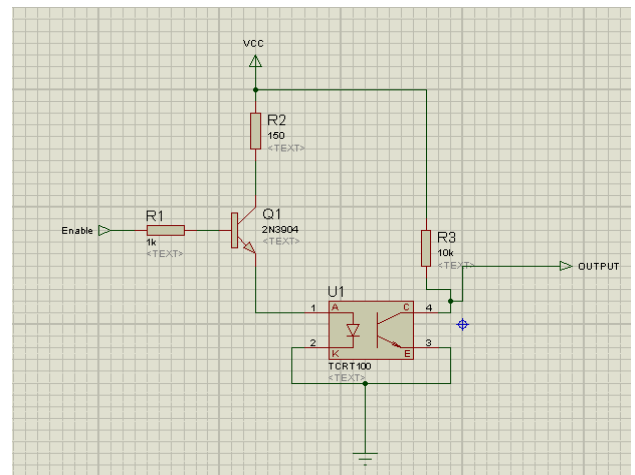 VCC
R2
150
<TEXT>
Enable
R1
1k
<TEXT>
Q1
2N3904
<TEXT>
R3
10k
<TEXT>
OUTPUT
U1
1
A
C
4
2
K
E
3
TCRT100
<TEXT>